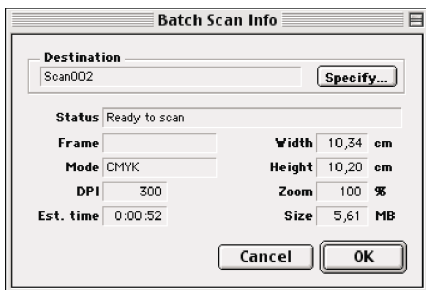 Batch Scan Info
Destination
Scan002 Specify...
Status Ready to scan
Frame Width 10,34 cm
Mode CMYK Height 10,20 cm
DPI 300 Zoom 100 %
Est. time 0:00:52 Size 5,61 MB
Cancel OK